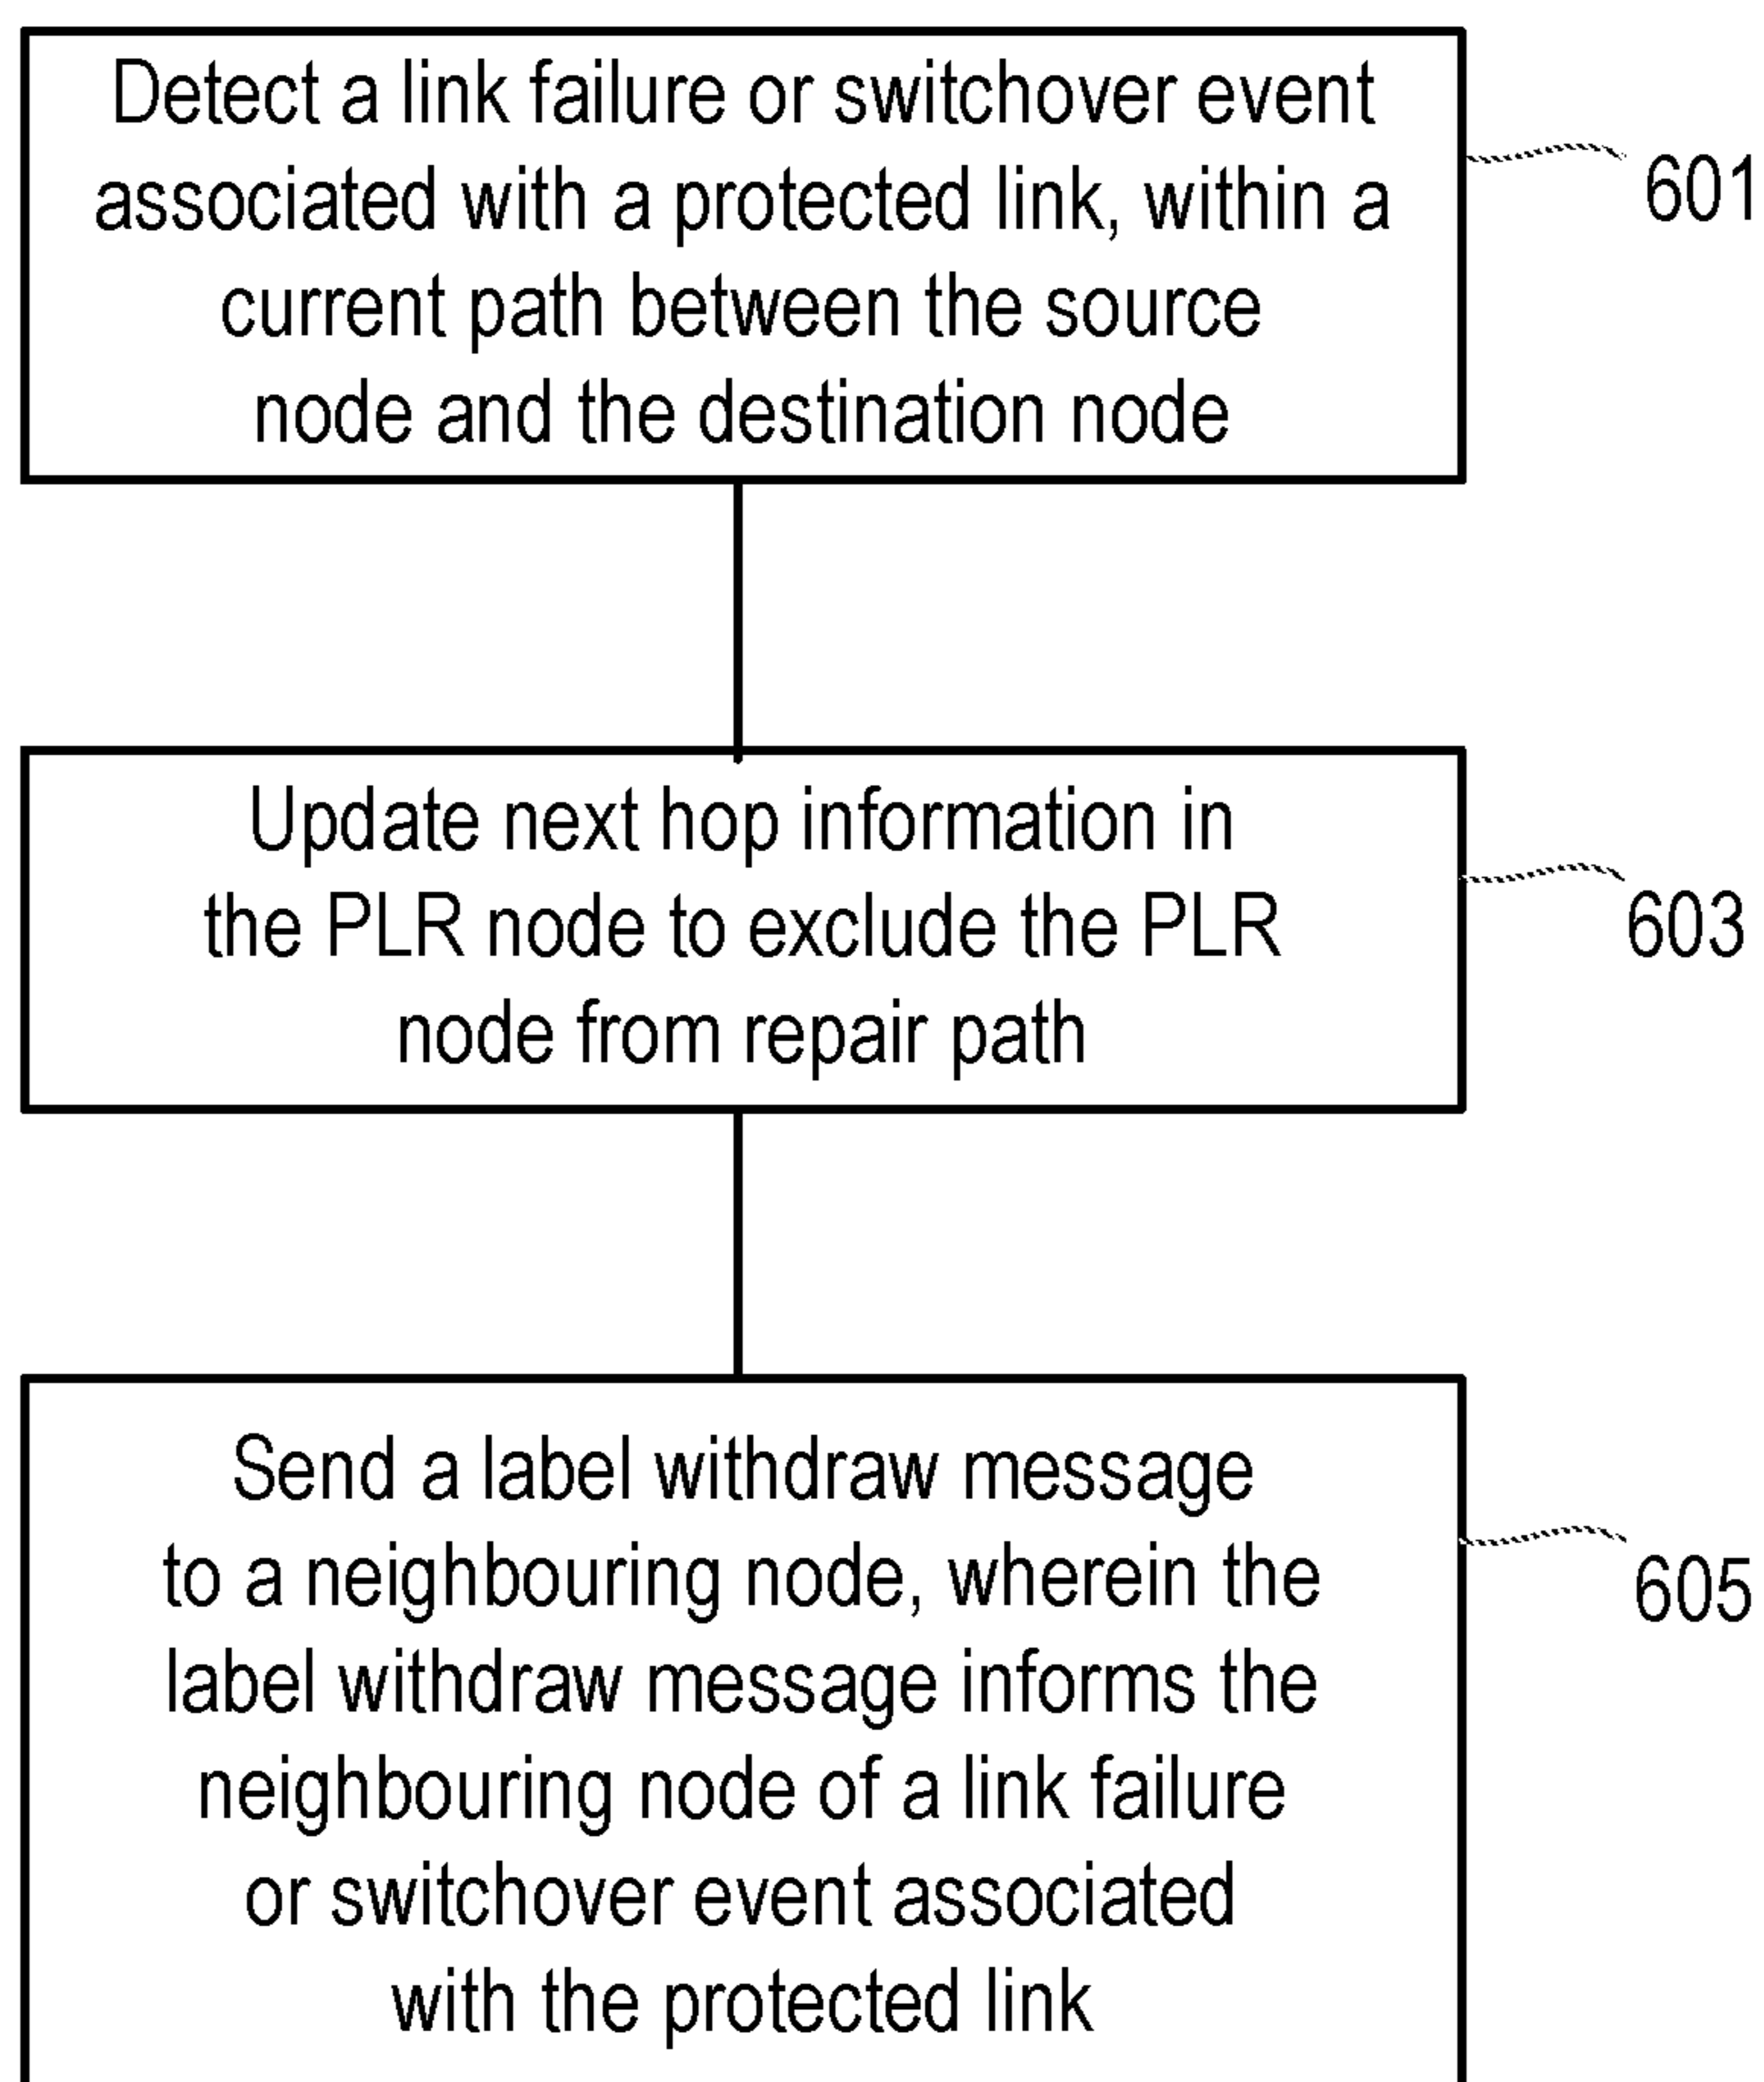 Detect a link failure or switchover event
associated with a protected link, within a
current path between the source
node and the destination node
601
Update next hop information in
the PLR node to exclude the PLR
node from repair path
603
Send a label withdraw message
to a neighbouring node, wherein the
label withdraw message informs the
neighbouring node of a link failure
or switchover event associated
with the protected link
605